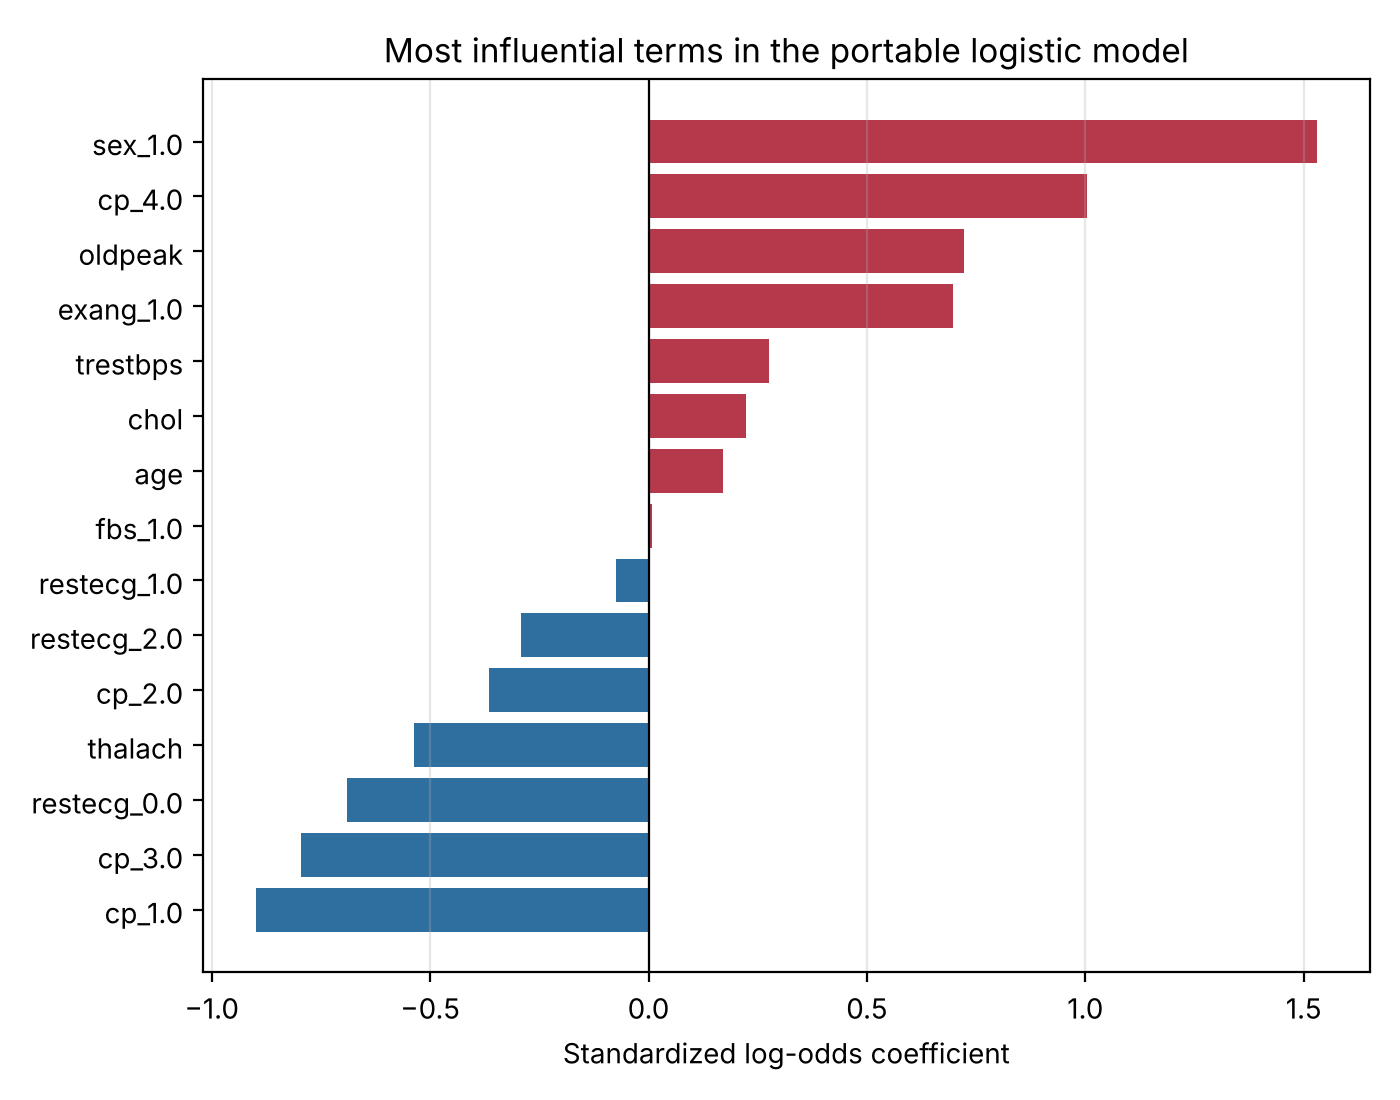 Most influential terms in the portable logistic model
sex_1.0
cp_4.0
oldpeak
exang_1.0
trestbps
chol
age
fbs_1.0
restecg_1.0
restecg_2.0
cp_2.0
thalach
restecg_0.0
cp_3.0
cp_1.0
−1.0 −0.5 0.0 0.5 1.0 1.5
Standardized log-odds coefficient